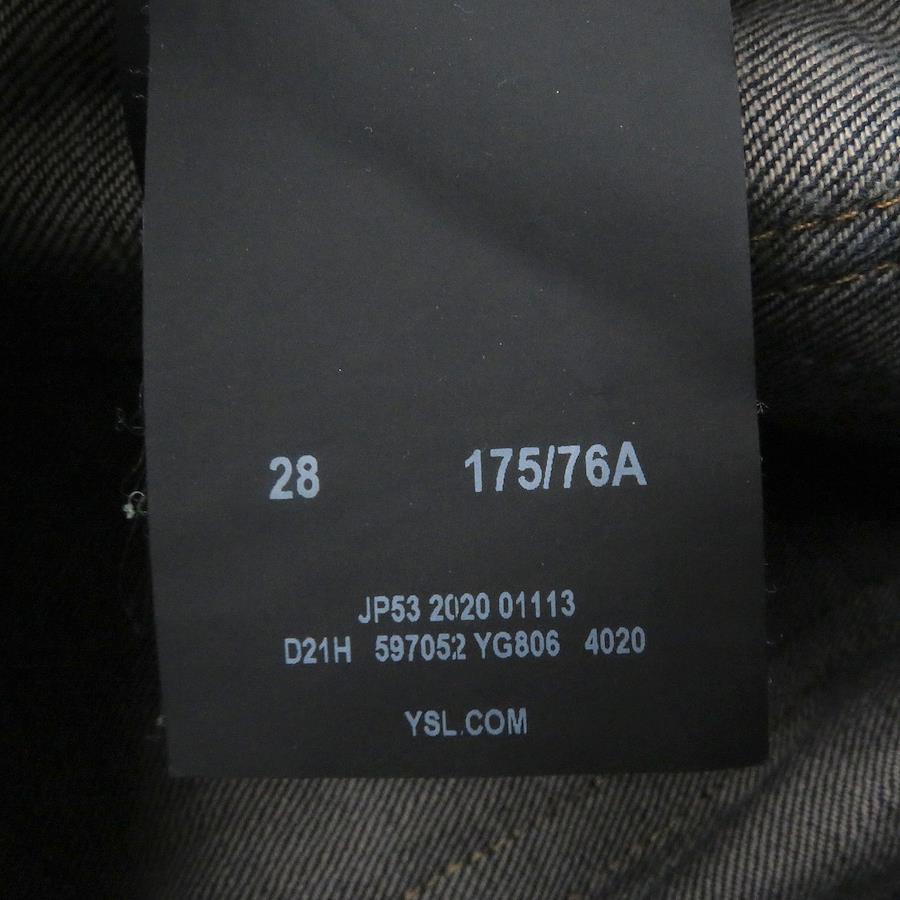 28 175/76A
JP53 2020 01113
D21H 597052 YG806 4020
YSL.COM